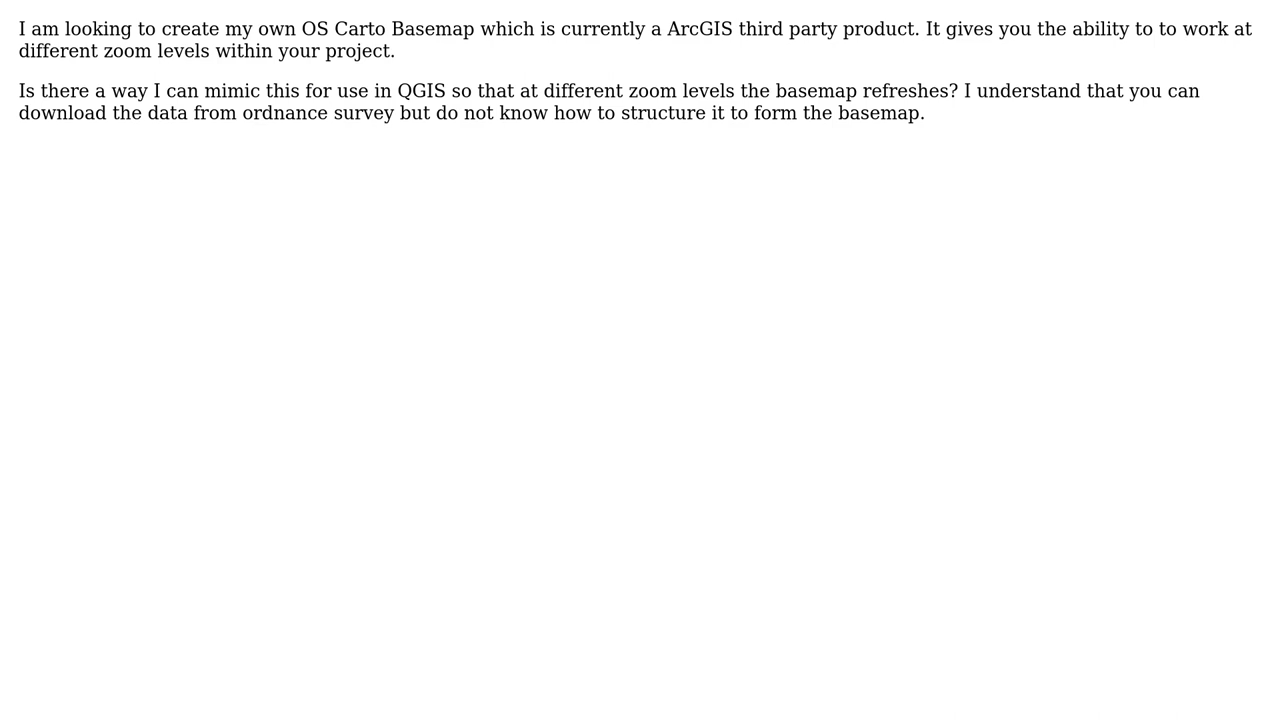 I am looking to create my own OS Carto Basemap which is currently a ArcGIS third party product. It gives you the ability to to work at
different zoom levels within your project.
Is there a way I can mimic this for use in QGIS so that at different zoom levels the basemap refreshes? I understand that you can
download the data from ordnance survey but do not know how to structure it to form the basemap.